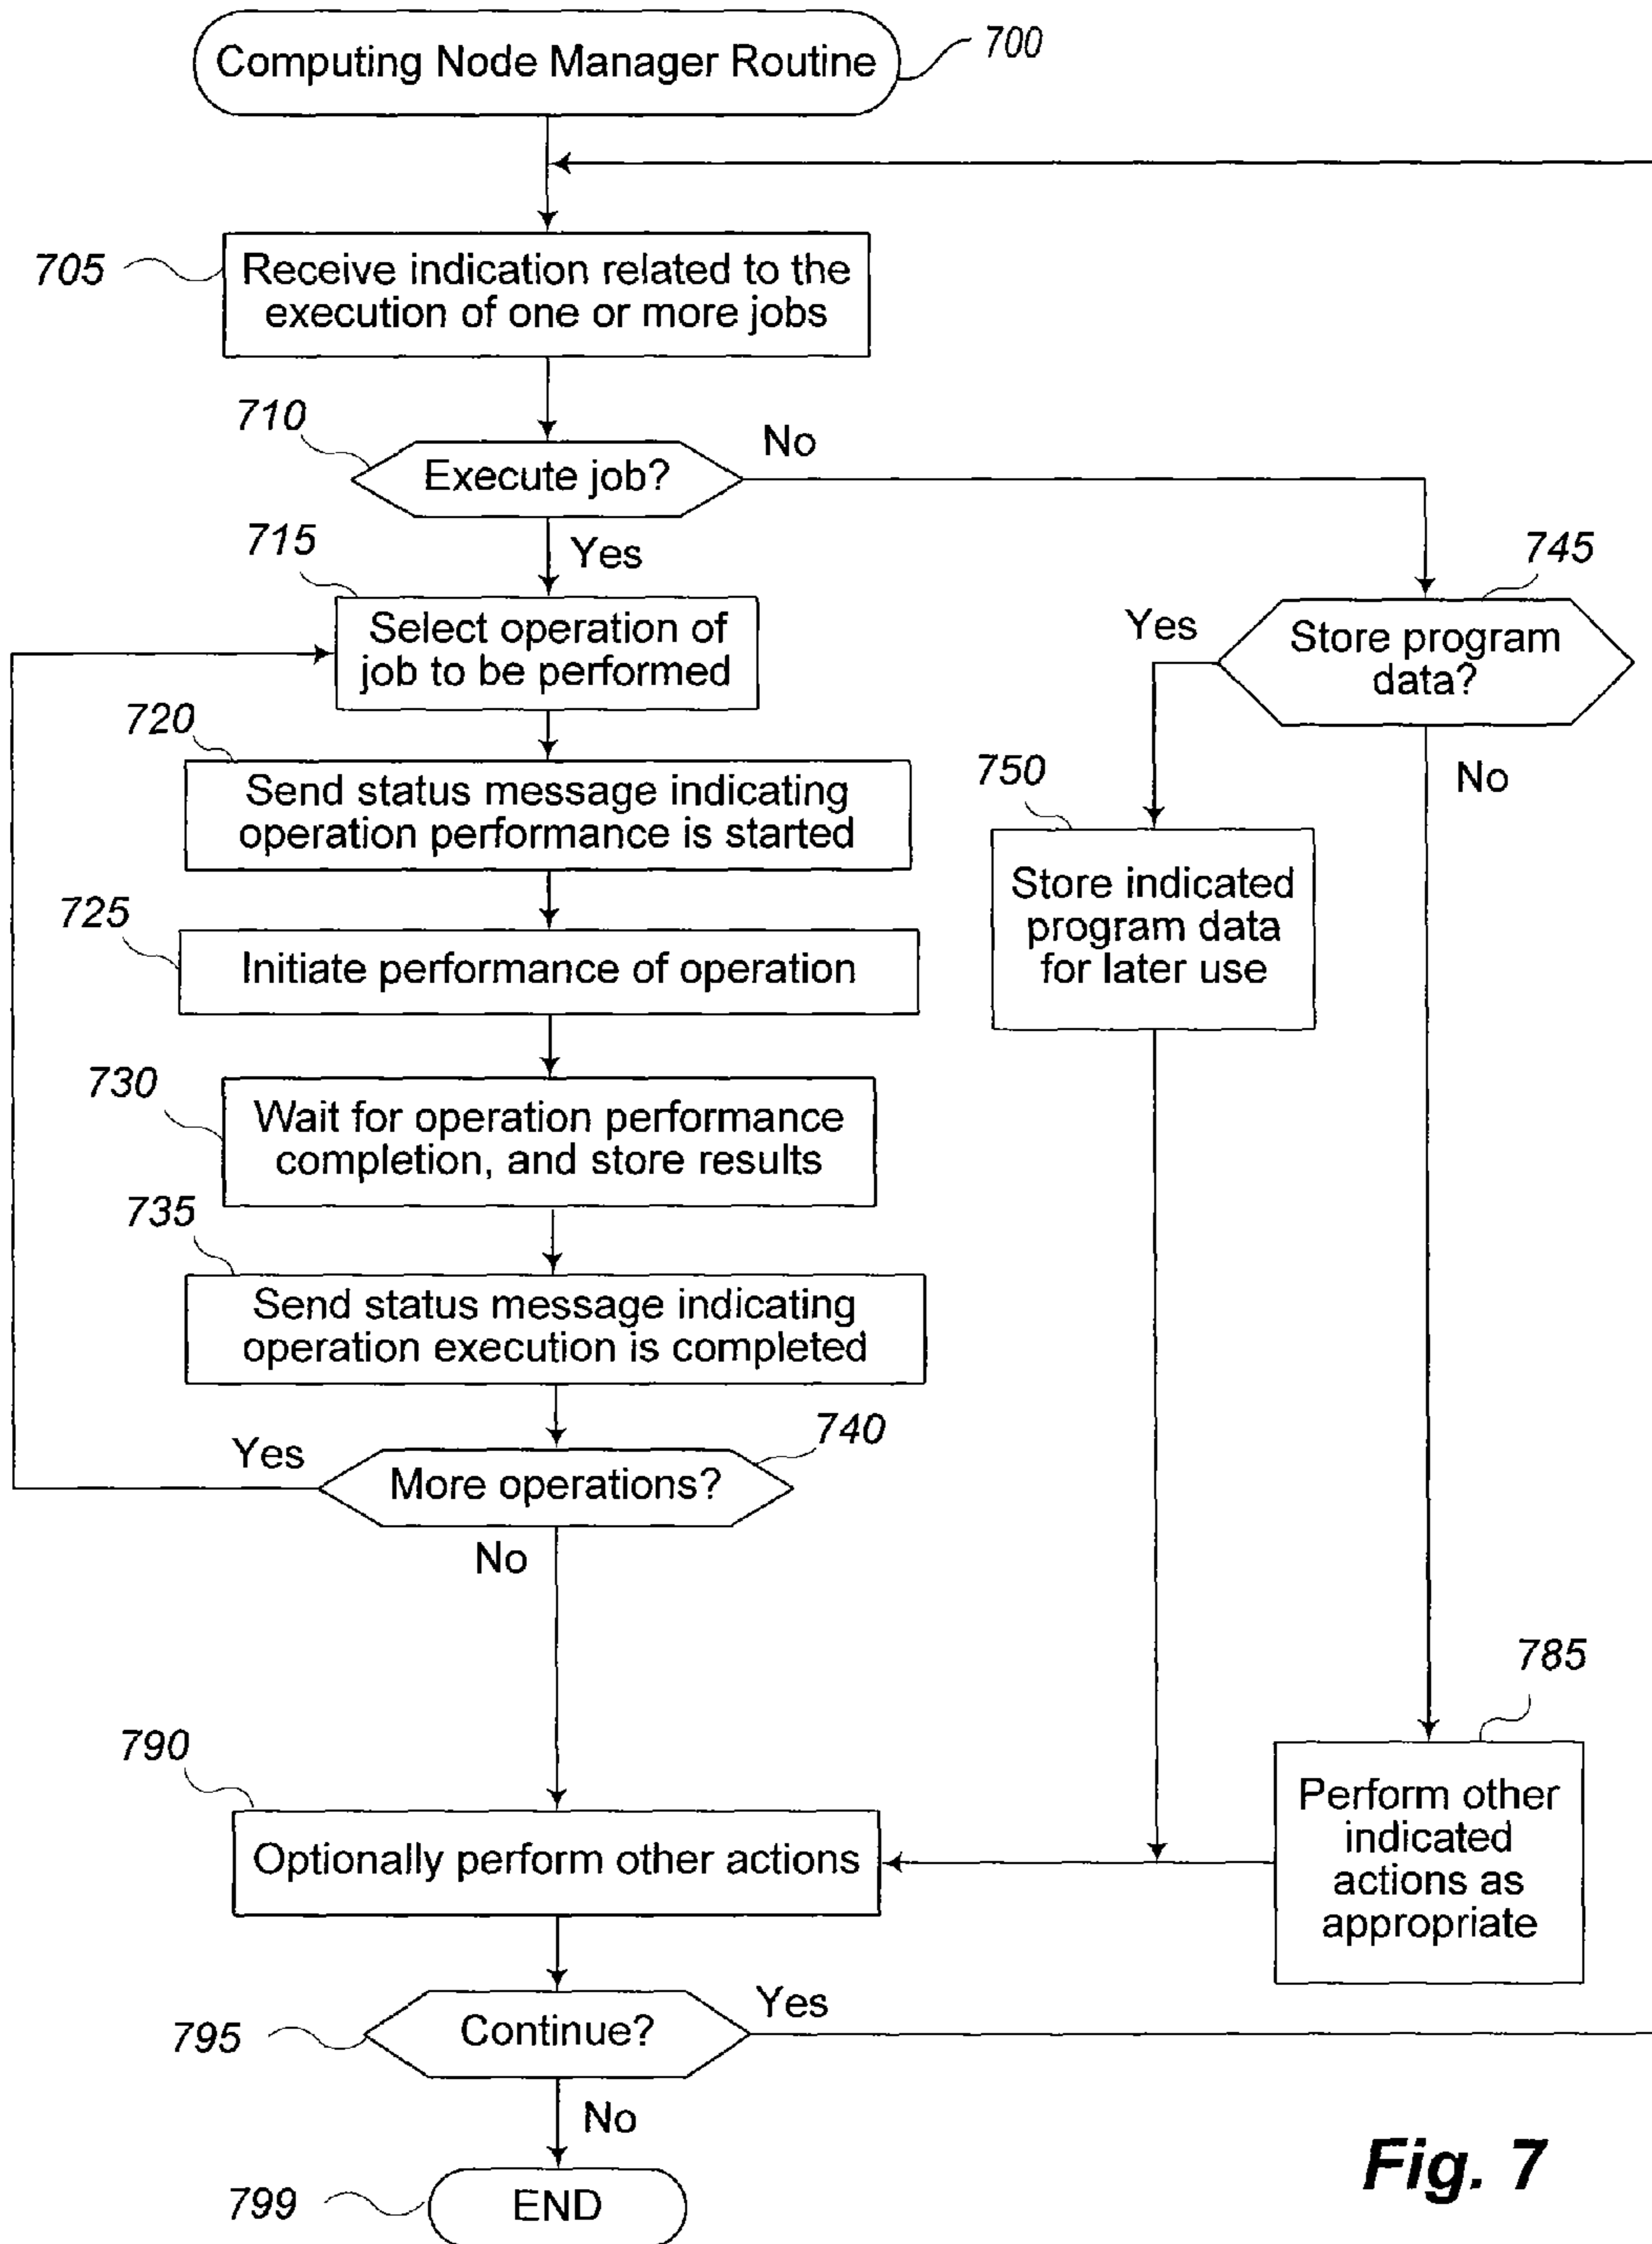 Computing Node Manager Routine
700
705
Receive indication related to the
execution of one or more jobs
710
Execute job?
No
Yes
715
Select operation of
job to be performed
745
Store program
data?
Yes
No
720
Send status message indicating
operation performance is started
750
Store indicated
program data
for later use
725
Initiate performance of operation
730
Wait for operation performance
completion, and store results
735
Send status message indicating
operation execution is completed
740
More operations?
Yes
No
785
Perform other
indicated
actions as
appropriate
790
Optionally perform other actions
795
Continue?
Yes
No
799
END
Fig. 7